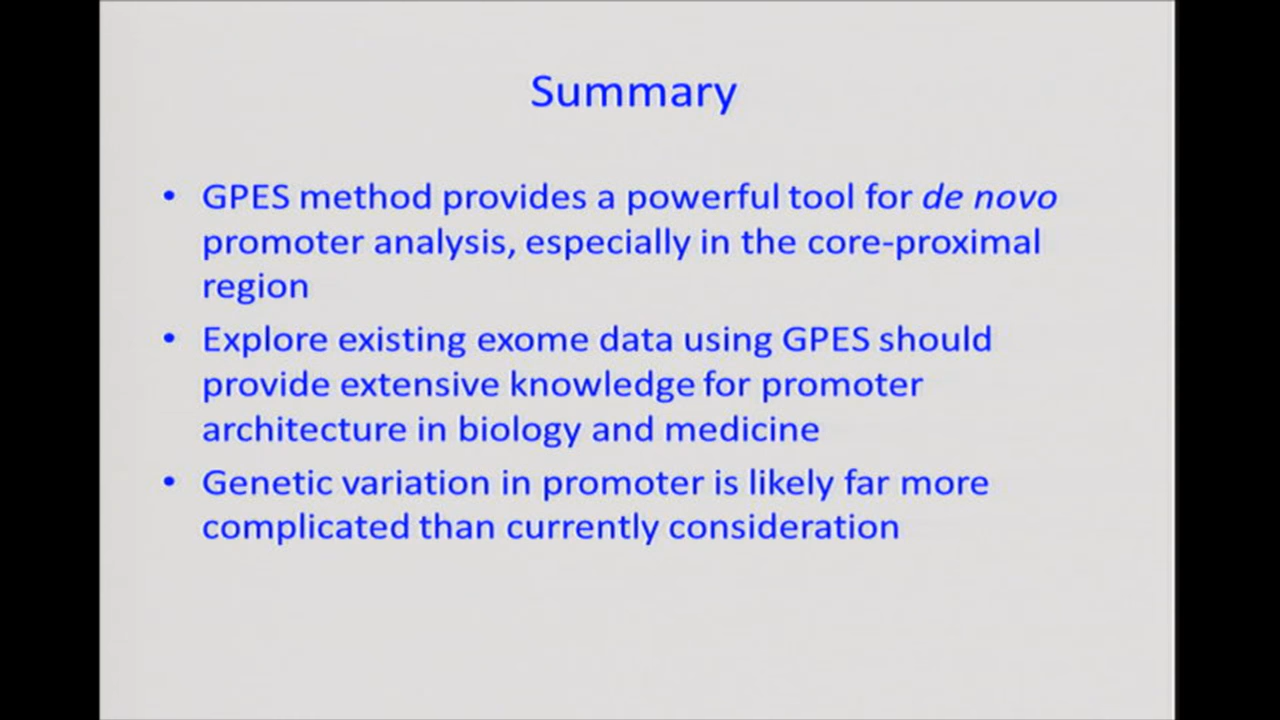 Summary
• GPES method provides a powerful tool for de novo
promoter analysis, especially in the core-proximal
region
• Explore existing exome data using GPES should
provide extensive knowledge for promoter
architecture in biology and medicine
• Genetic variation in promoter is likely far more
complicated than currently consideration